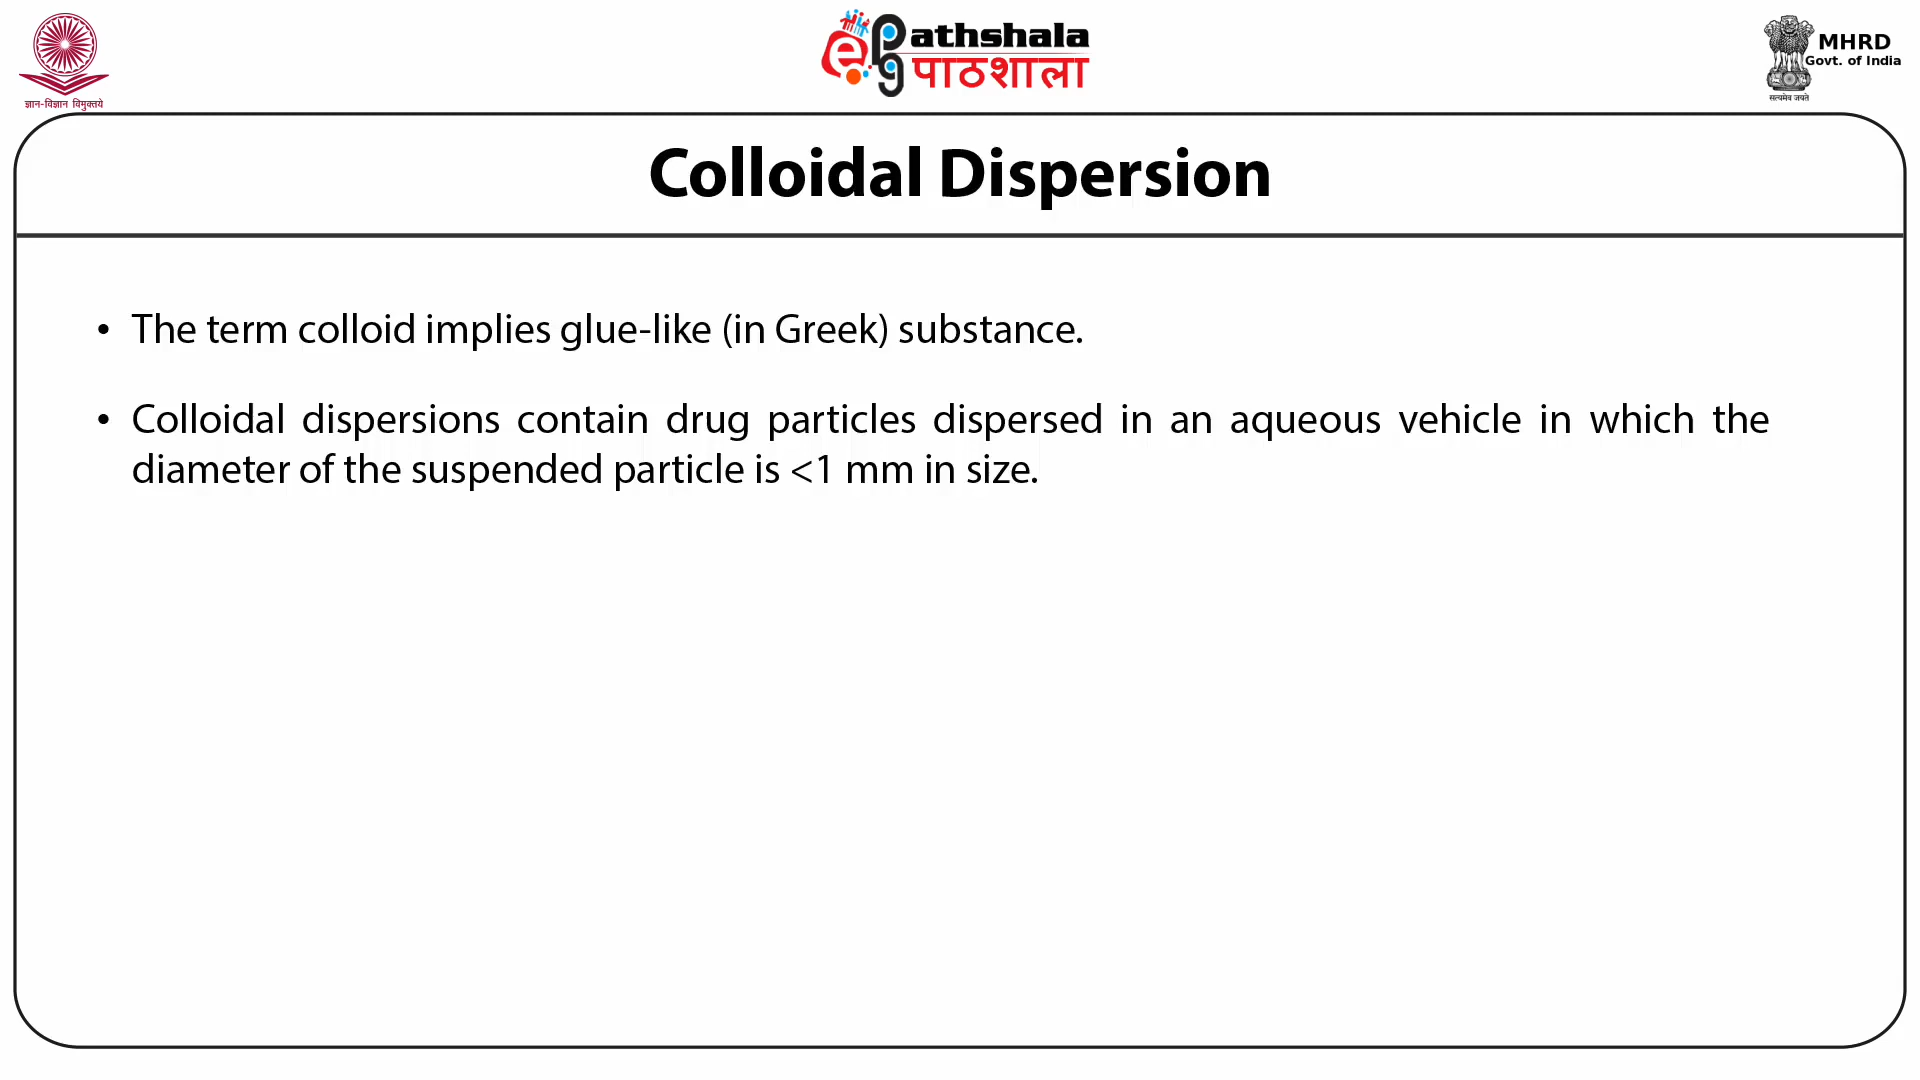 ज्ञान-विज्ञान विमुक्तये
ePg
athshala
पाठशाला
MHRD
Govt. of India
सत्यमेव जयते
Colloidal Dispersion
• The term colloid implies glue-like (in Greek) substance.
• Colloidal dispersions contain drug particles dispersed in an aqueous vehicle in which the
diameter of the suspended particle is <1 mm in size.